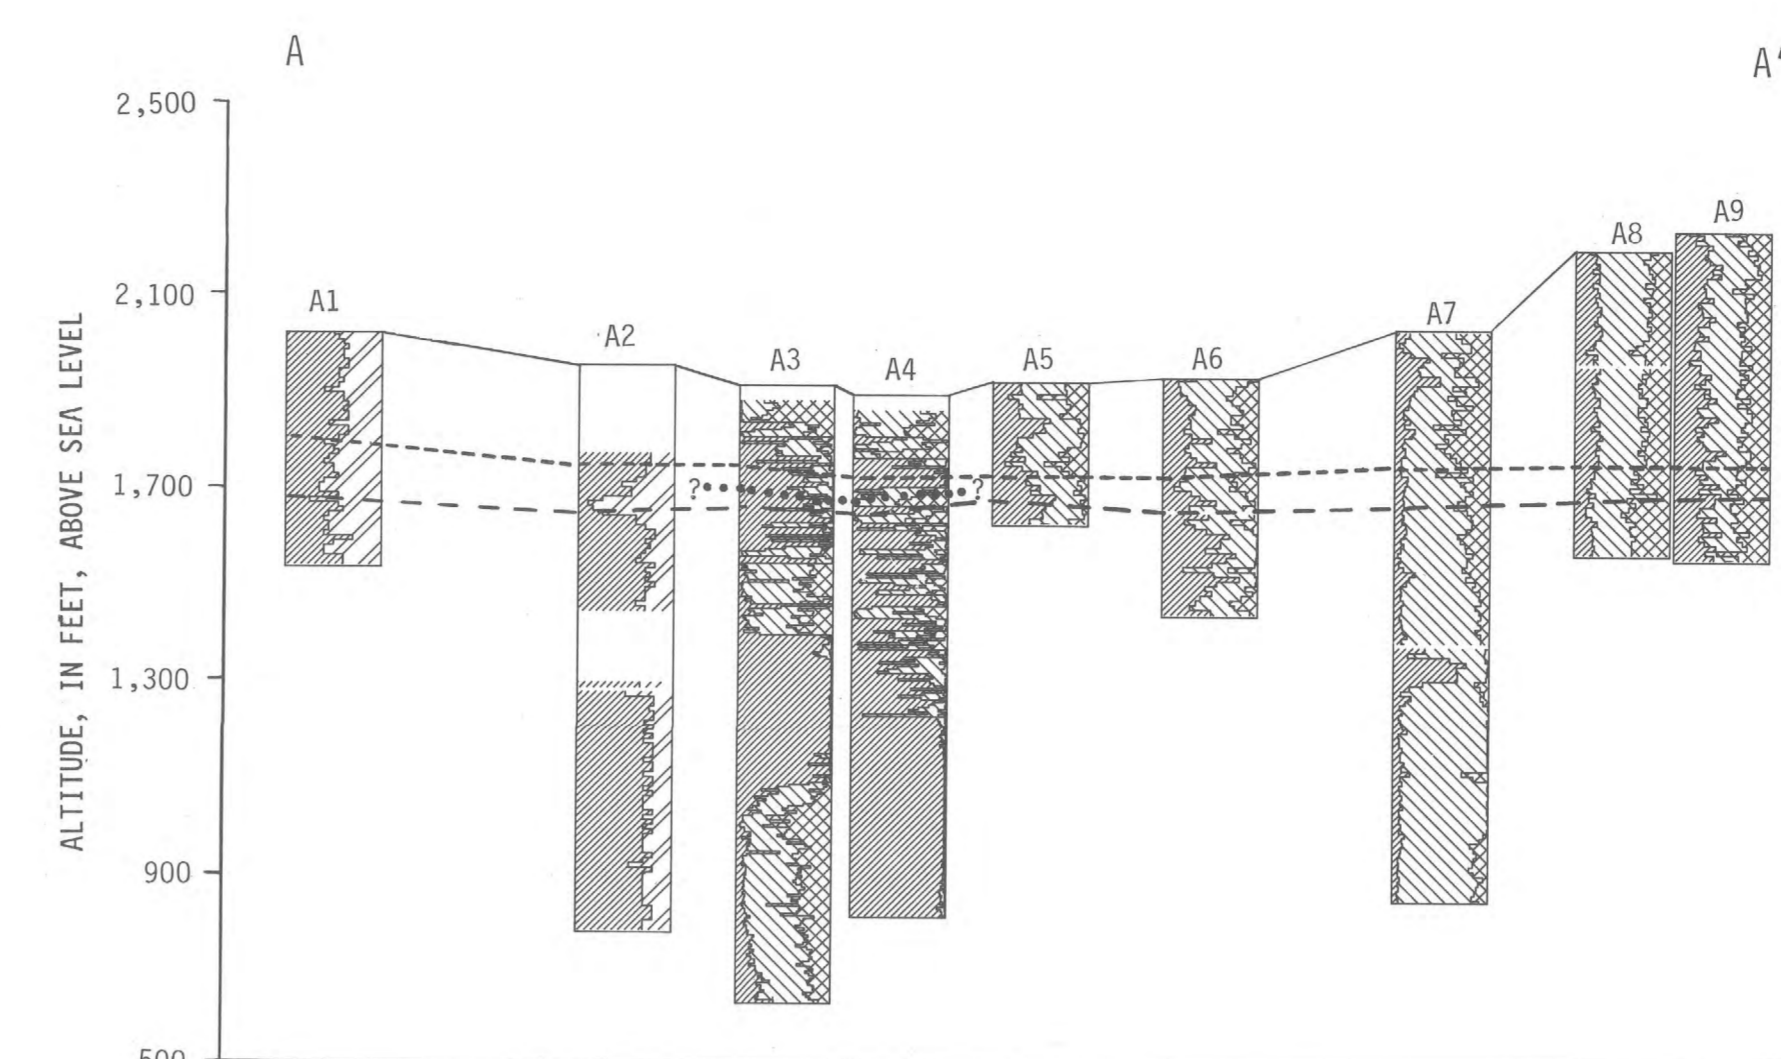 A
A'
2,500
2,100
1,700
1,300
900
500
ALTITUDE, IN FEET, ABOVE SEA LEVEL
A1
A2
A3
A4
A5
A6
A7
A8
A9
?
?